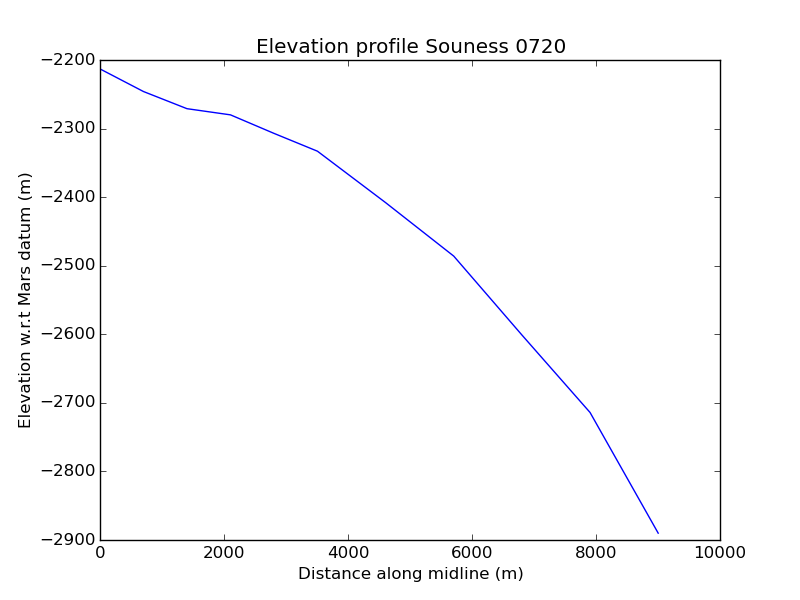 Elevation profile Souness 0720
−2200
−2300
−2400
−2500
−2600
−2700
−2800
−2900
Elevation w.r.t Mars datum (m)
0 2000 4000 6000 8000 10000
Distance along midline (m)